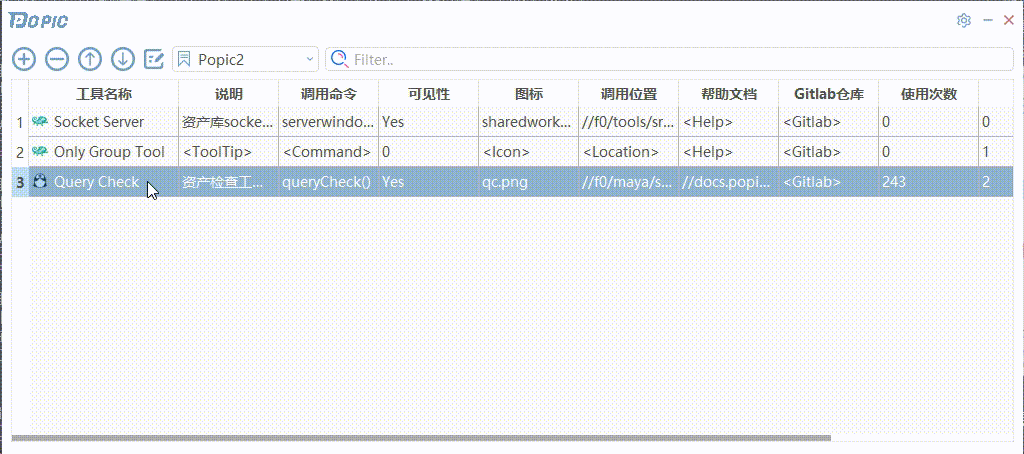 POPIC
Popic2 Filter..
工具名称 说明 调用命令 可见性 图标 调用位置 帮助文档 Gitlab仓库 使用次数
1 Socket Server 资产库socke... serverwindo... Yes sharedwork... //f0/tools/sr... <Help> <Gitlab> 0 0
2 Only Group Tool <ToolTip> <Command> 0 <Icon> <Location> <Help> <Gitlab> 0 1
3 Query Check 资产检查工... queryCheck() Yes qc.png //f0/maya/s... //docs.popi... <Gitlab> 243 2